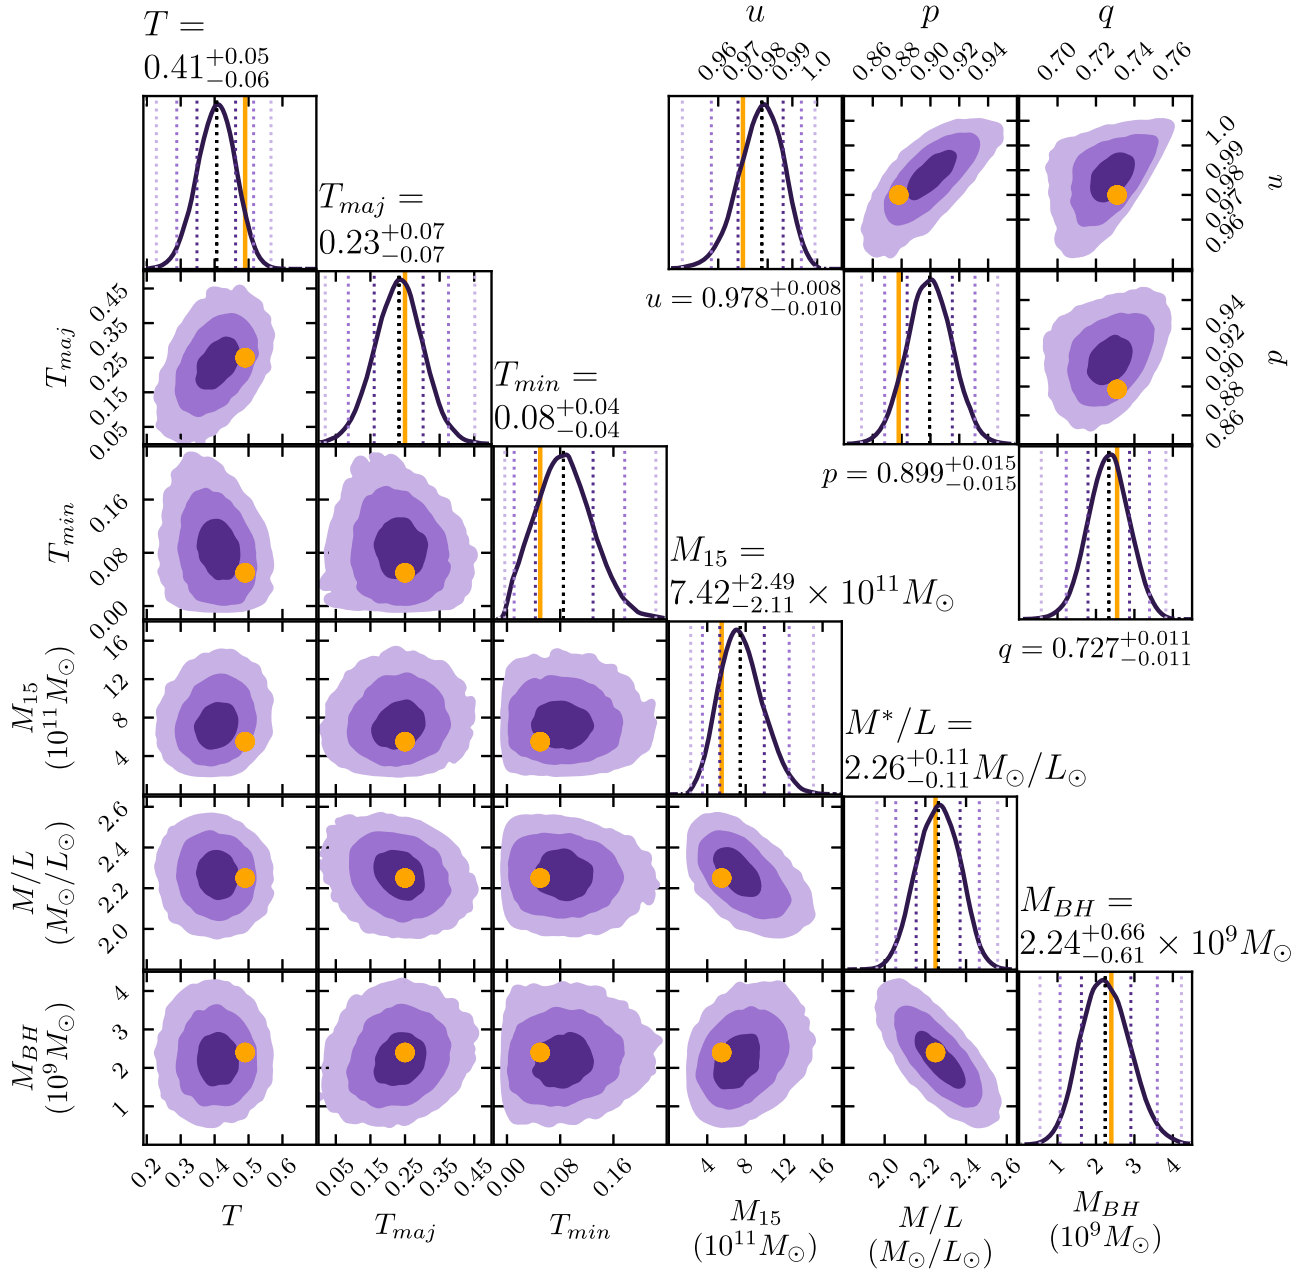 T =
0.41^{+0.05}_{-0.06}
u
p
q
0.96 0.97 0.98 0.99 1.0
0.86 0.88 0.90 0.92 0.94
0.70 0.72 0.74 0.76
T_{maj} =
0.23^{+0.07}_{-0.07}
1.0 0.99 0.98 0.97 0.96
u
u = 0.978^{+0.008}_{-0.010}
T_{maj}
0.45 0.35 0.25 0.15 0.05
T_{min} =
0.08^{+0.04}_{-0.04}
0.94 0.92 0.90 0.88 0.86
p
p = 0.899^{+0.015}_{-0.015}
T_{min}
0.16 0.08 0.00
M_{15} =
7.42^{+2.49}_{-2.11} × 10^{11} M_⊙
q = 0.727^{+0.011}_{-0.011}
M_{15}
(10^{11} M_⊙)
16 12 8 4
M^*/L =
2.26^{+0.11}_{-0.11} M_⊙/L_⊙
M/L
(M_⊙/L_⊙)
2.6 2.4 2.2 2.0
M_{BH} =
2.24^{+0.66}_{-0.61} × 10^9 M_⊙
M_{BH}
(10^9 M_⊙)
4 3 2 1
0.2 0.3 0.5 0.6
0.05 0.15 0.25 0.35 0.45
0.00 0.08 0.16
4 8 12 16
2.0 2.2 2.4 2.6
1 2 3 4
T
T_{maj}
T_{min}
M_{15}
(10^{11} M_⊙)
M/L
(M_⊙/L_⊙)
M_{BH}
(10^9 M_⊙)